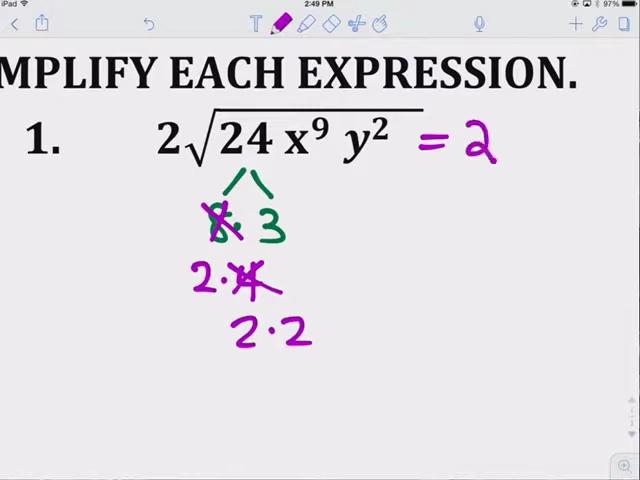 iPad 2:49 PM 97%
T
MPLIFY EACH EXPRESSION.
1. 2√24 x⁹ y² = 2
8 · 3
2 · 4
2 · 2